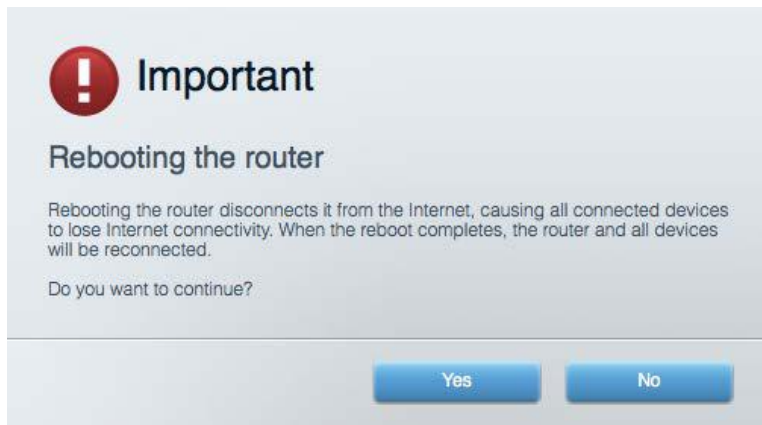 Important
Rebooting the router
Rebooting the router disconnects it from the Internet, causing all connected devices
to lose Internet connectivity. When the reboot completes, the router and all devices
will be reconnected.
Do you want to continue?
Yes
No